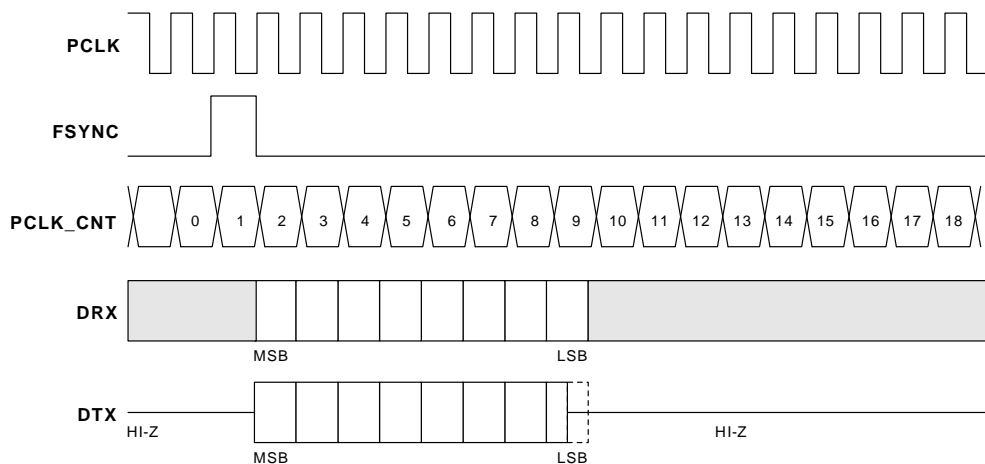 PCLK
FSYNC
PCLK_CNT 0 1 2 3 4 5 6 7 8 9 10 11 12 13 14 15 16 17 18
DRX
MSB LSB
DTX
HI-Z HI-Z
MSB LSB